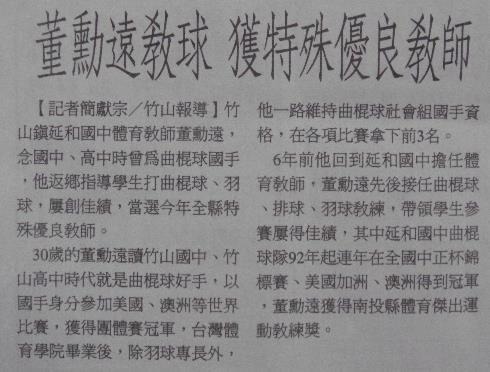 董勳遠教球 獲特殊優良教師
【記者簡獻宗／竹山報導】竹
山鎮延和國中體育教師董勳遠，
念國中、高中時曾為曲棍球國手
，他返鄉指導學生打曲棍球、羽
球，屢創佳績，當選今年全縣特
殊優良教師。
30歲的董勳遠讀竹山國中、竹
山高中時代就是曲棍球好手，以
國手身分參加美國、澳洲等世界
比賽，獲得團體賽冠軍，台灣體
育學院畢業後，除羽球專長外，
他一路維持曲棍球社會組國手資
格，在各項比賽拿下前3名。
6年前他回到延和國中擔任體
育教師，董勳遠先後接任曲棍球
、排球、羽球教練，帶領學生參
賽屢得佳績，其中延和國中曲棍
球隊92年起連年在全國中正杯錦
標賽、美國加洲、澳洲得到冠軍
，董勳遠獲得南投縣體育傑出運
動教練獎。